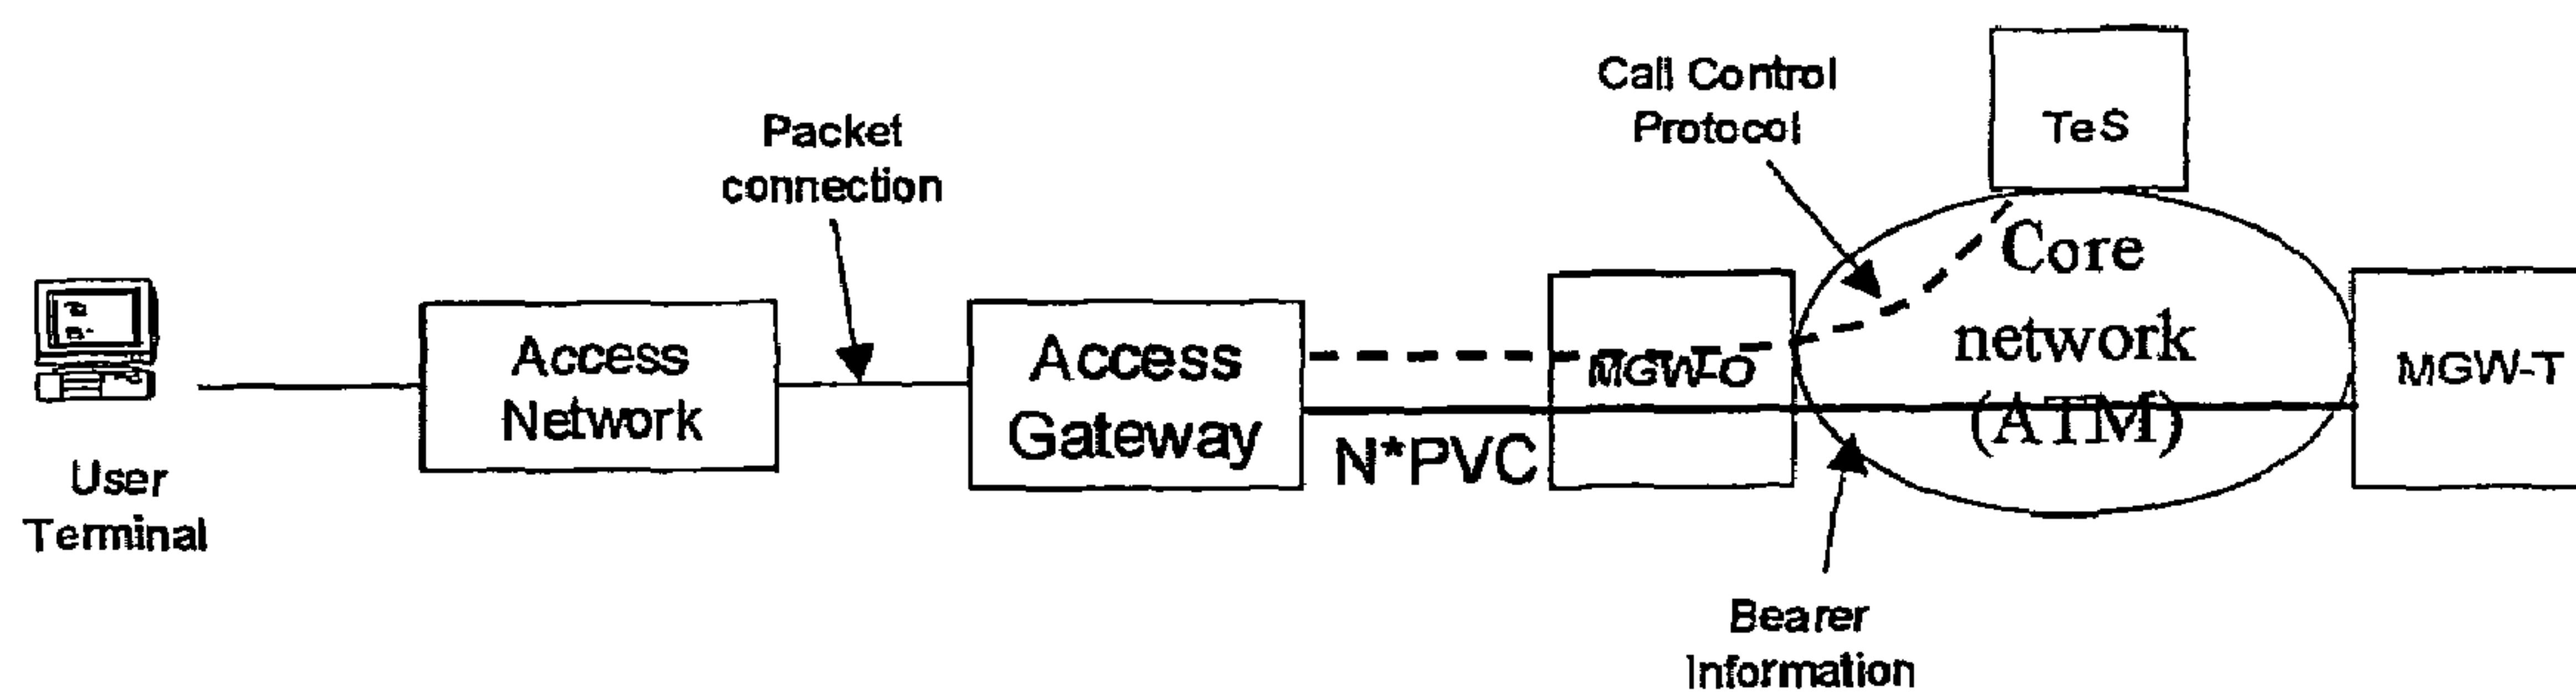 User
Terminal
Access
Network
Packet
connection
Access
Gateway
N*PVC
MGW-O
Call Control
Protocol
TeS
Core
network
(ATM)
Bearer
Information
MGW-T